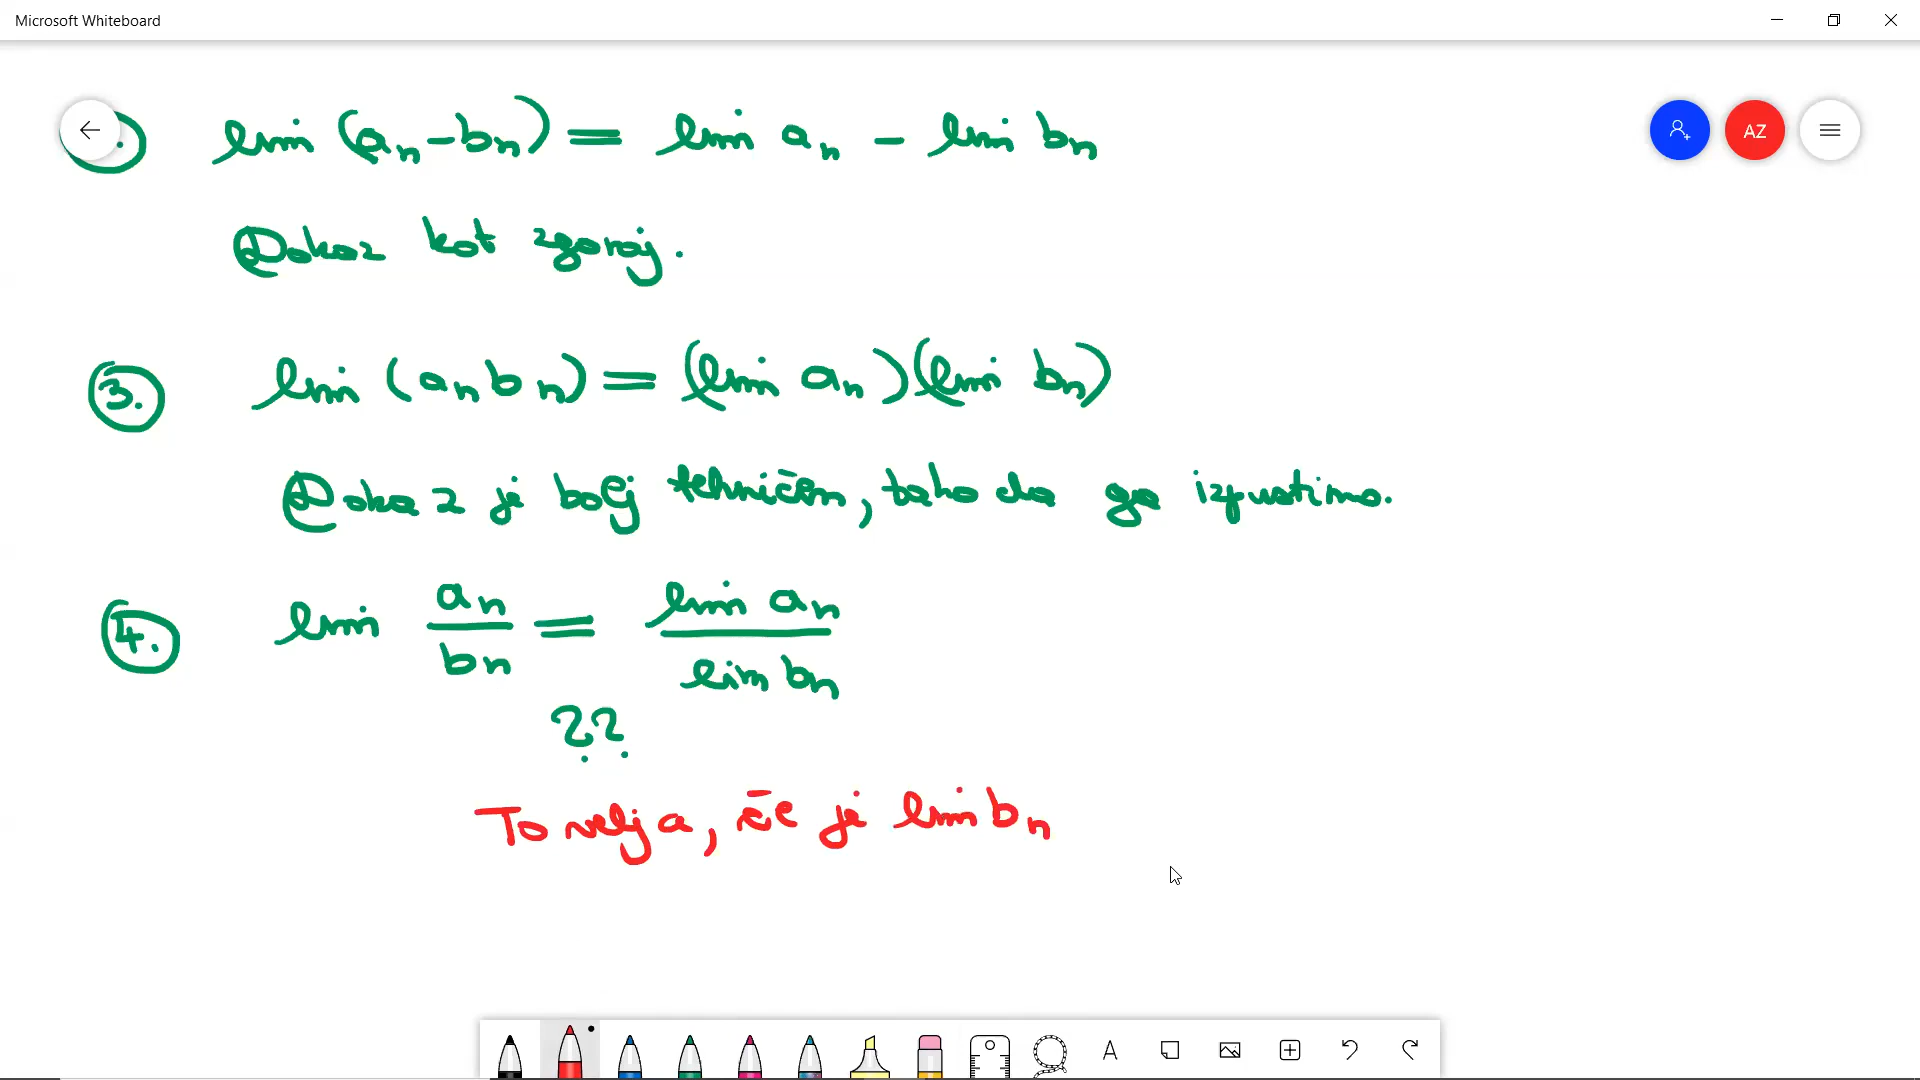 Microsoft Whiteboard
lim (an - bn) = lim an - lim bn
AZ
Dokaz kot zgoraj.
3. lim (an bn) = (lim an)(lim bn)
Dokaz je bolj tehničen, tako da ga izpustimo.
4. lim an/bn = lim an/lim bn
??
To velja, če je lim bn